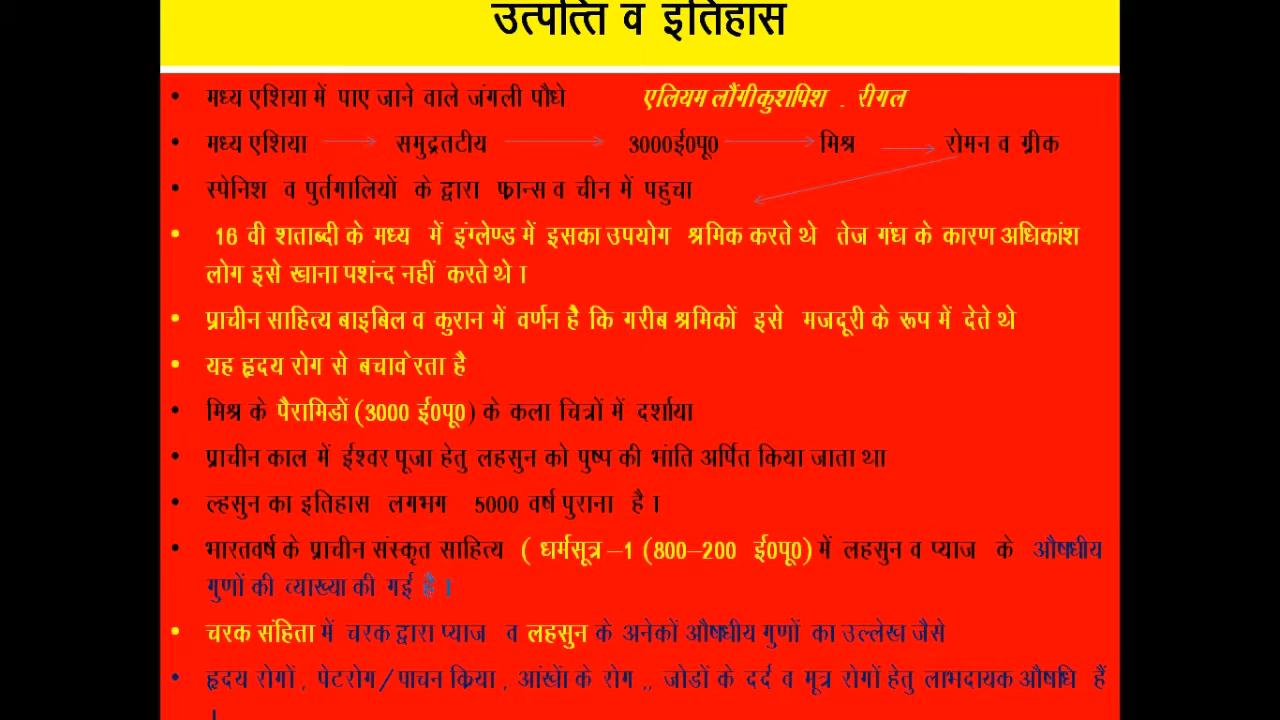 उत्पत्ति व इतिहास
• मध्य एशिया में पाए जाने वाले जंगली पौधे एलियम लौंगीकुशपिश . रीगल
• मध्य एशिया समुद्रतटीय 3000ई0पू0 मिश्र रोमन व ग्रीक
• स्पेनिश व पुर्तगालियों के द्वारा फ्रान्स व चीन में पहुचा
• 16 वी शताब्दी के मध्य में इंग्लेण्ड में इसका उपयोग श्रमिक करते थे तेज गंध के कारण अधिकांश
लोग इसे खाना पशंन्द नहीं करते थे।
• प्राचीन साहित्य बाइबिल व कुरान में वर्णन है कि गरीब श्रमिकों इसे मजदूरी के रूप में देते थे
• यह हृदय रोग से बचाव रता है
• मिश्र के पैरामिडों (3000 ई0पू0) के कला चित्रों में दर्शाया
• प्राचीन काल में ईश्वर पूजा हेतु लहसुन को पुष्प की भांति अर्पित किया जाता था
• ल्हसुन का इतिहास लगभग 5000 वर्ष पुराना है।
• भारतवर्ष के प्राचीन संस्कृत साहित्य ( धर्मसूत्र –1 (800–200 ई0पू0) में लहसुन व प्याज के औषधीय
गुणों की व्याख्या की गई है।
• चरक संहिता में चरक द्वारा प्याज व लहसुन के अनेकों औषधीय गुणों का उल्लेख जैसे
• हृदय रोगों , पेटरोग/पाचन क्रिया , आंखों के रोग ,, जोडों के दर्द व मूत्र रोगों हेतु लाभदायक औषधि हैं
।